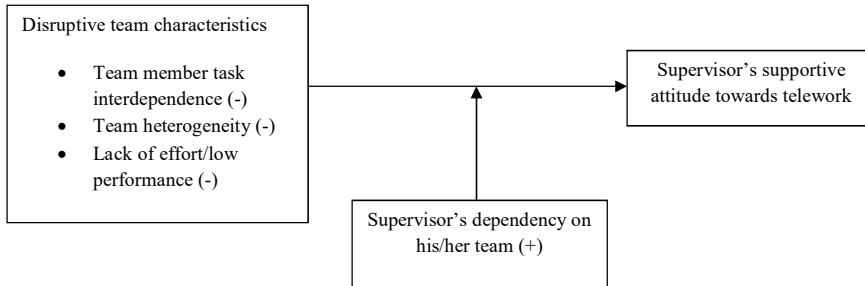 Disruptive team characteristics
• Team member task
interdependence (-)
• Team heterogeneity (-)
• Lack of effort/low
performance (-)
Supervisor's supportive
attitude towards telework
Supervisor's dependency on
his/her team (+)